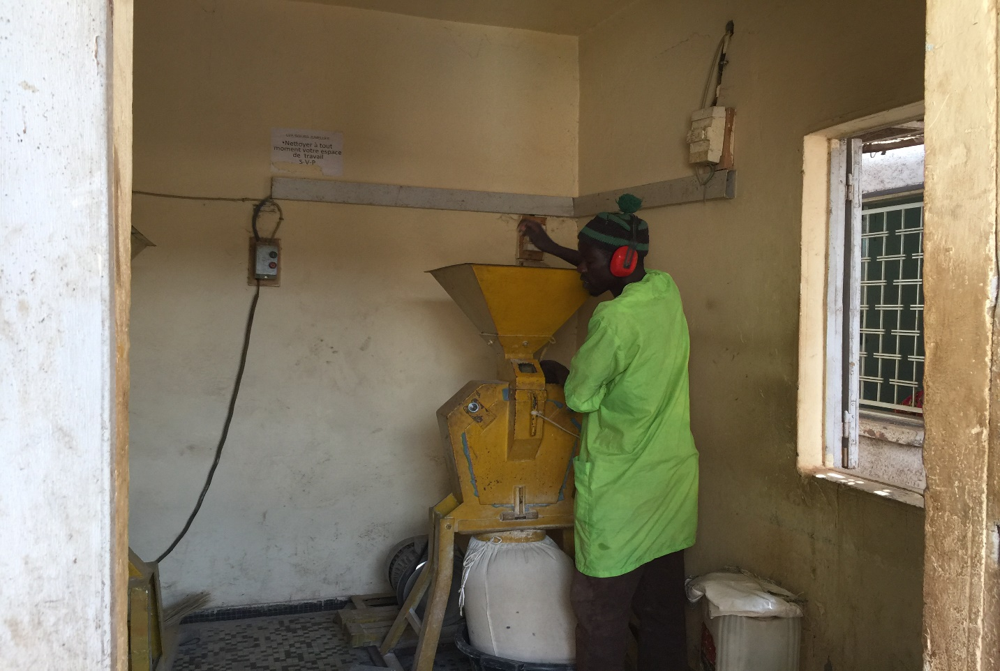 •Nettoyer à tout
moment votre espace
de travail
S-V-P